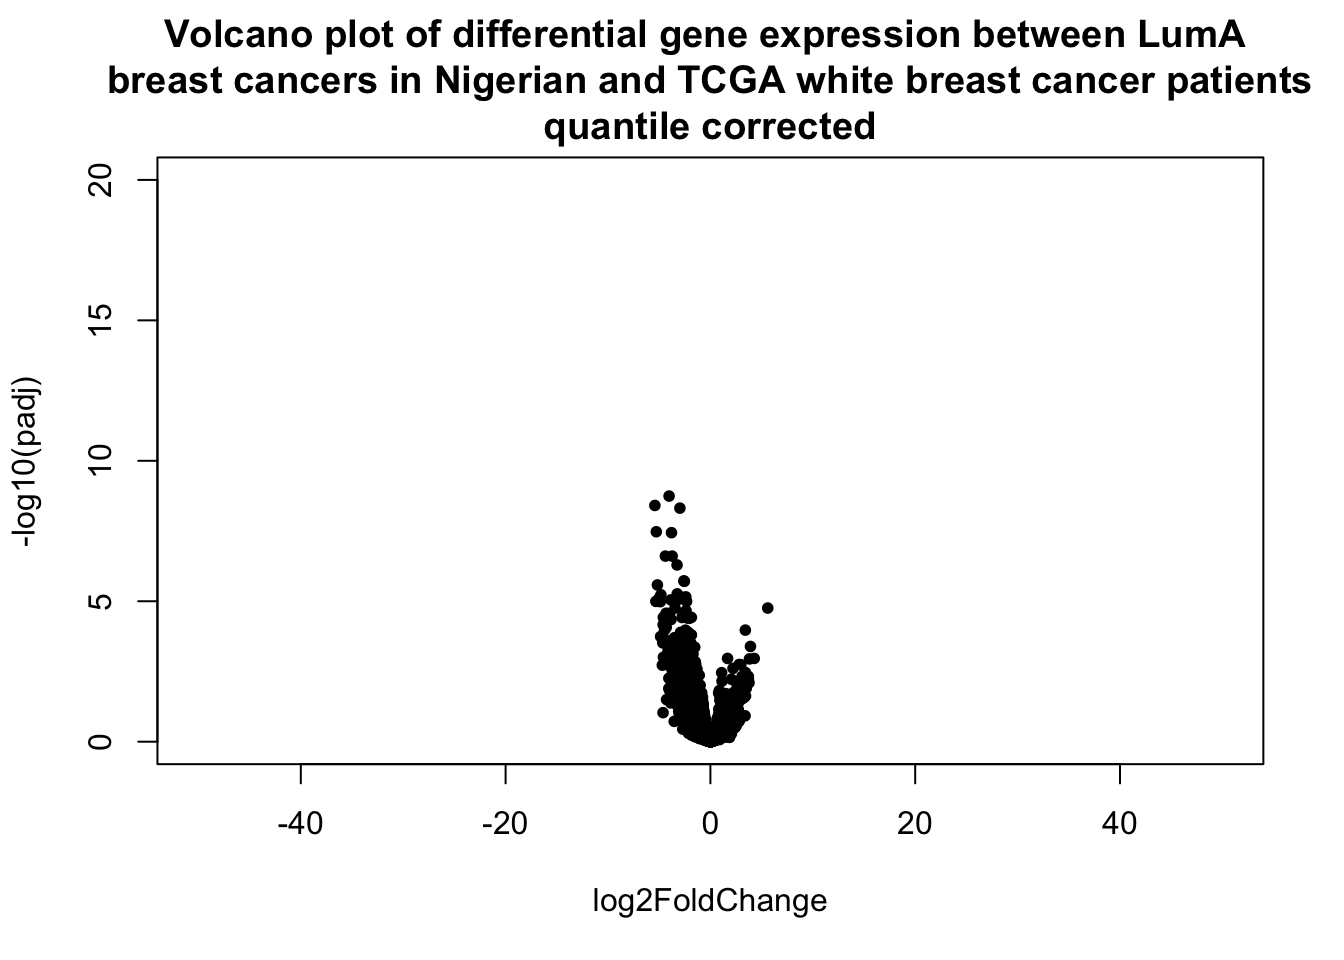 Volcano plot of differential gene expression between LumA
breast cancers in Nigerian and TCGA white breast cancer patients
quantile corrected
20
15
10
5
0
-log10(padj)
-40 -20 0 20 40
log2FoldChange